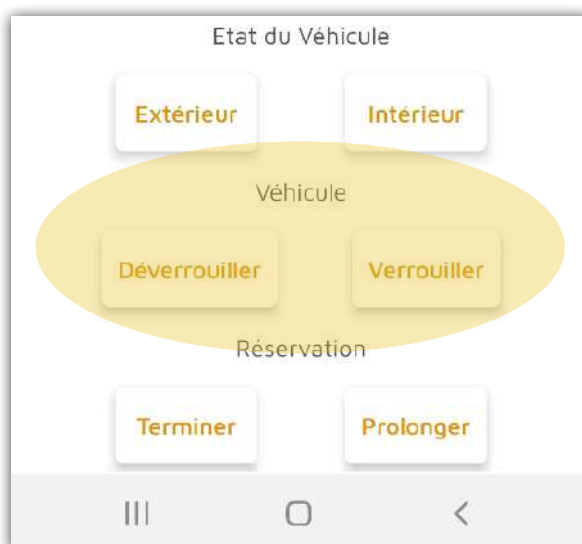 Etat du Véhicule
Extérieur Intérieur
Véhicule
Déverrouiller Verrouiller
Réservation
Terminer Prolonger